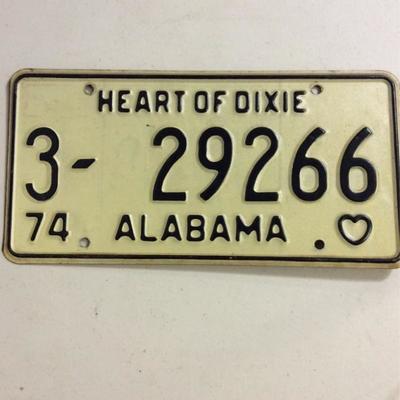 HEART OF DIXIE
3- 29266
74 ALABAMA